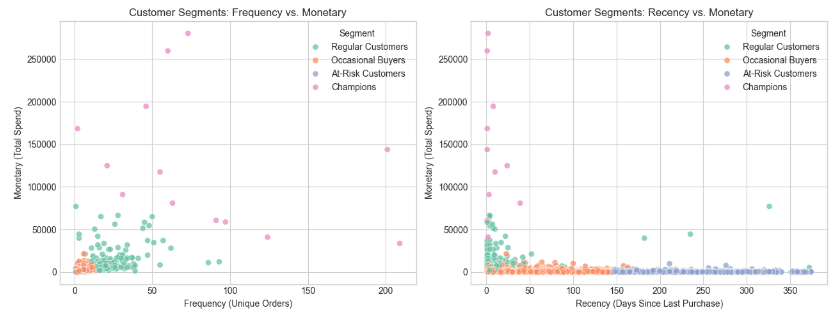 Customer Segments: Frequency vs. Monetary
Segment
Regular Customers
Occasional Buyers
At-Risk Customers
Champions
250000
200000
150000
100000
50000
0
Monetary (Total Spend)
0
50
100
150
200
Frequency (Unique Orders)
Customer Segments: Recency vs. Monetary
Segment
Regular Customers
Occasional Buyers
At-Risk Customers
Champions
250000
200000
150000
100000
50000
0
Monetary (Total Spend)
0
50
100
150
200
250
300
350
Recency (Days Since Last Purchase)